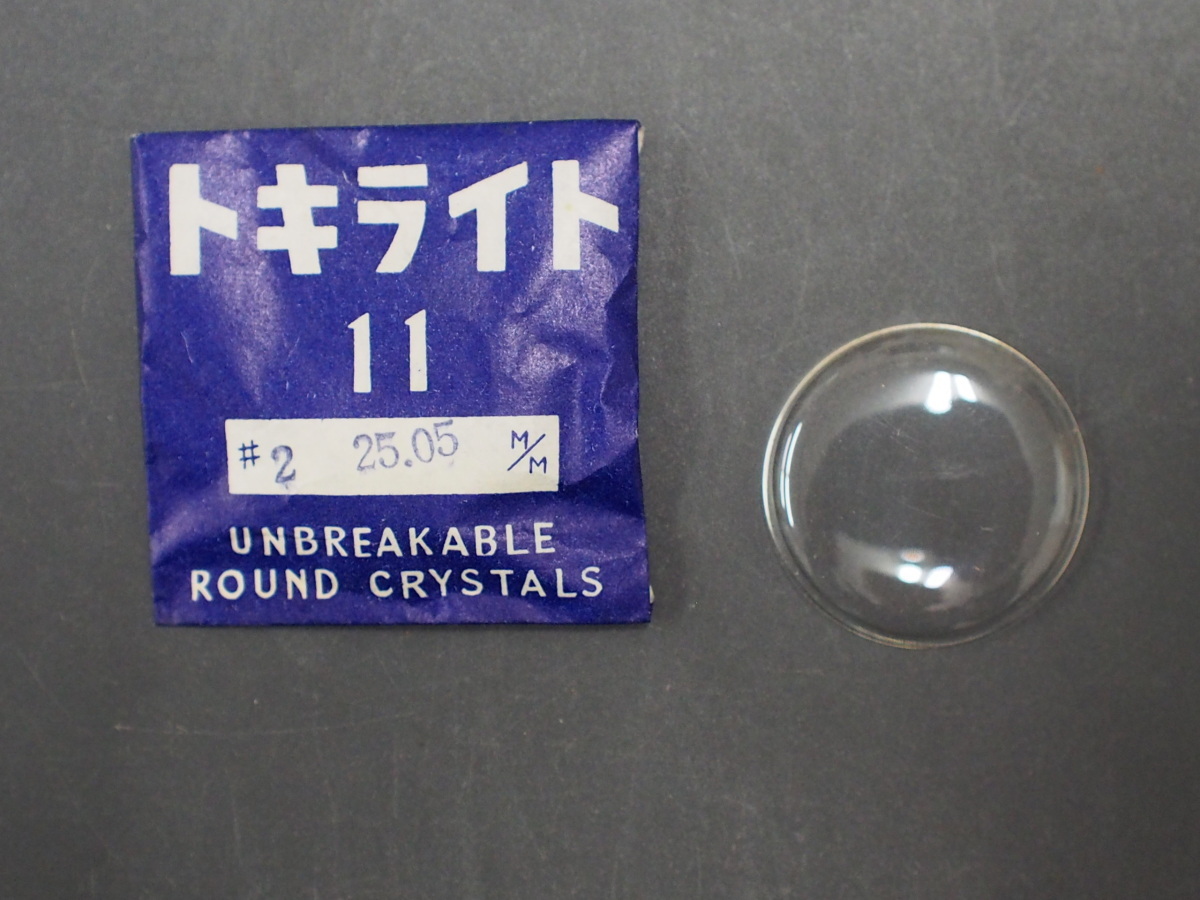 トキライト
11
#2 25.05 M/M
UNBREAKABLE
ROUND CRYSTALS